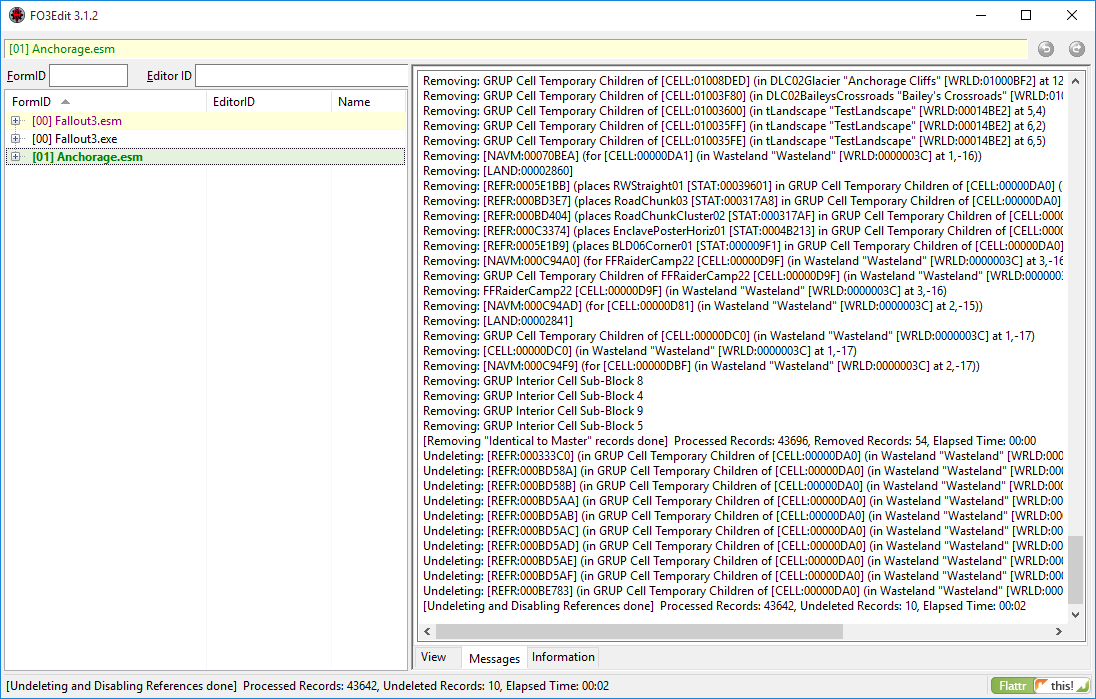 FO3Edit 3.1.2
[01] Anchorage.esm
FormID
Editor ID
FormID EditorID Name
[00] Fallout3.esm
[00] Fallout3.exe
[01] Anchorage.esm
Removing: GRUP Cell Temporary Children of [CELL:01008DED] (in DLC02Glacier "Anchorage Cliffs" [WRLD:01000BF2] at 12
Removing: GRUP Cell Temporary Children of [CELL:01003F80] (in DLC02BaileysCrossroads "Bailey's Crossroads" [WRLD:010
Removing: GRUP Cell Temporary Children of [CELL:01003600] (in tLandscape "TestLandscape" [WRLD:00014BE2] at 5,4)
Removing: GRUP Cell Temporary Children of [CELL:010035FF] (in tLandscape "TestLandscape" [WRLD:00014BE2] at 6,2)
Removing: GRUP Cell Temporary Children of [CELL:010035FE] (in tLandscape "TestLandscape" [WRLD:00014BE2] at 6,5)
Removing: [NAVM:00070BEA] (for [CELL:00000DA1] (in Wasteland "Wasteland" [WRLD:0000003C] at 1,-16))
Removing: [LAND:00002860]
Removing: [REFR:0005E1BB] (places RWStraight01 [STAT:00039601] in GRUP Cell Temporary Children of [CELL:00000DA0] (
Removing: [REFR:000BD3E7] (places RoadChunk03 [STAT:000317A8] in GRUP Cell Temporary Children of [CELL:00000DA0]
Removing: [REFR:000BD404] (places RoadChunkCluster02 [STAT:000317AF] in GRUP Cell Temporary Children of [CELL:000
Removing: [REFR:000C3374] (places EnclavePosterHoriz01 [STAT:0004B213] in GRUP Cell Temporary Children of [CELL:000
Removing: [REFR:0005E1B9] (places BLD06Corner01 [STAT:000009F1] in GRUP Cell Temporary Children of [CELL:00000DA0]
Removing: [NAVM:000C94A0] (for FFRaiderCamp22 [CELL:00000D9F] (in Wasteland "Wasteland" [WRLD:0000003C] at 3,-16
Removing: GRUP Cell Temporary Children of FFRaiderCamp22 [CELL:00000D9F] (in Wasteland "Wasteland" [WRLD:000000
Removing: FFRaiderCamp22 [CELL:00000D9F] (in Wasteland "Wasteland" [WRLD:0000003C] at 3,-16)
Removing: [NAVM:000C94AD] (for [CELL:00000D81] (in Wasteland "Wasteland" [WRLD:0000003C] at 2,-15))
Removing: [LAND:00002841]
Removing: GRUP Cell Temporary Children of [CELL:00000DC0] (in Wasteland "Wasteland" [WRLD:0000003C] at 1,-17)
Removing: [CELL:00000DC0] (in Wasteland "Wasteland" [WRLD:0000003C] at 1,-17)
Removing: [NAVM:000C94F9] (for [CELL:00000DBF] (in Wasteland "Wasteland" [WRLD:0000003C] at 2,-17))
Removing: GRUP Interior Cell Sub-Block 8
Removing: GRUP Interior Cell Sub-Block 4
Removing: GRUP Interior Cell Sub-Block 9
Removing: GRUP Interior Cell Sub-Block 5
[Removing "Identical to Master" records done]  Processed Records: 43696, Removed Records: 54, Elapsed Time: 00:00
Undeleting: [REFR:000333C0] (in GRUP Cell Temporary Children of [CELL:00000DA0] (in Wasteland "Wasteland" [WRLD:000
Undeleting: [REFR:000BD58A] (in GRUP Cell Temporary Children of [CELL:00000DA0] (in Wasteland "Wasteland" [WRLD:00
Undeleting: [REFR:000BD58B] (in GRUP Cell Temporary Children of [CELL:00000DA0] (in Wasteland "Wasteland" [WRLD:00
Undeleting: [REFR:000BD5AA] (in GRUP Cell Temporary Children of [CELL:00000DA0] (in Wasteland "Wasteland" [WRLD:00
Undeleting: [REFR:000BD5AB] (in GRUP Cell Temporary Children of [CELL:00000DA0] (in Wasteland "Wasteland" [WRLD:00
Undeleting: [REFR:000BD5AC] (in GRUP Cell Temporary Children of [CELL:00000DA0] (in Wasteland "Wasteland" [WRLD:00
Undeleting: [REFR:000BD5AD] (in GRUP Cell Temporary Children of [CELL:00000DA0] (in Wasteland "Wasteland" [WRLD:00
Undeleting: [REFR:000BD5AE] (in GRUP Cell Temporary Children of [CELL:00000DA0] (in Wasteland "Wasteland" [WRLD:00
Undeleting: [REFR:000BD5AF] (in GRUP Cell Temporary Children of [CELL:00000DA0] (in Wasteland "Wasteland" [WRLD:00
Undeleting: [REFR:000BE783] (in GRUP Cell Temporary Children of [CELL:00000DA0] (in Wasteland "Wasteland" [WRLD:000
[Undeleting and Disabling References done]  Processed Records: 43642, Undeleted Records: 10, Elapsed Time: 00:02
View Messages Information
[Undeleting and Disabling References done]  Processed Records: 43642, Undeleted Records: 10, Elapsed Time: 00:02
Flattr this!